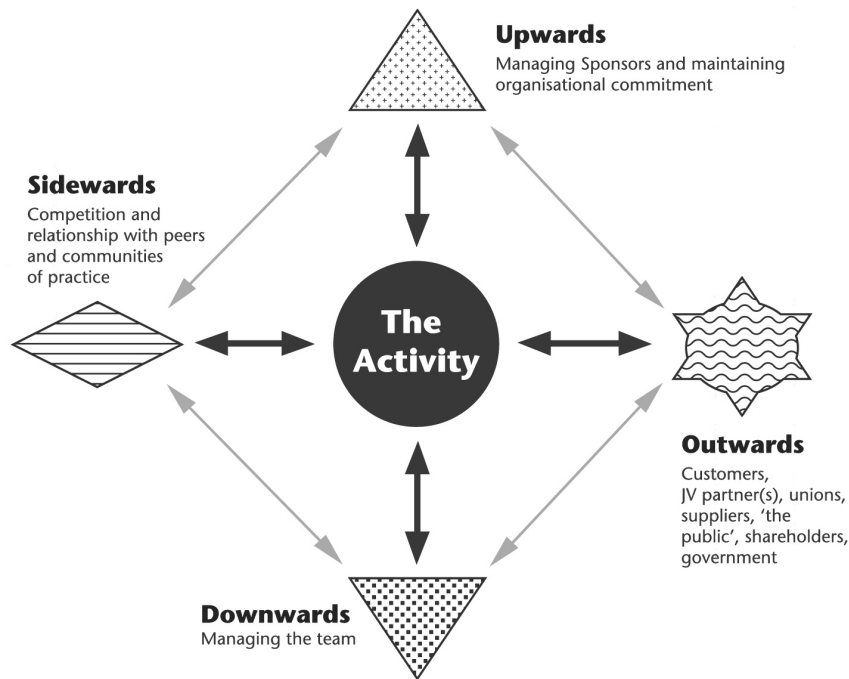 Upwards
Managing Sponsors and maintaining
organisational commitment
Sidewards
Competition and
relationship with peers
and communities
of practice
The
Activity
Outwards
Customers,
JV partner(s), unions,
suppliers, ‘the
public’, shareholders,
government
Downwards
Managing the team